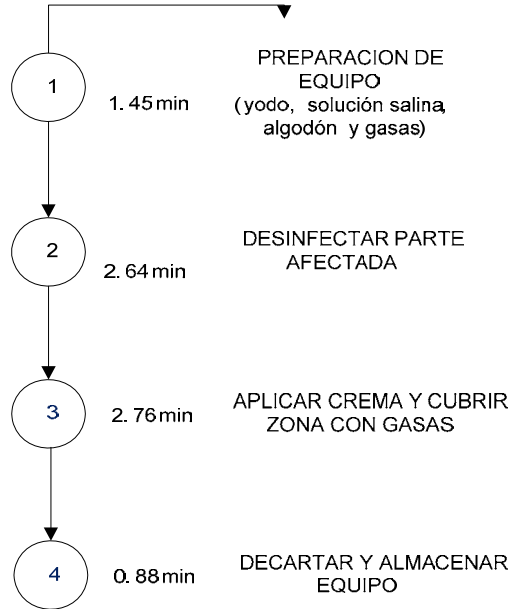 PREPARACION DE
EQUIPO
1
1. 45 min
(yodo, solución salina,
algodón y gasas)
2
2. 64 min
DESINFECTAR PARTE
AFECTADA
3
2. 76 min
APLICAR CREMA Y CUBRIR
ZONA CON GASAS
4
0. 88 min
DECARTAR Y ALMACENAR
EQUIPO